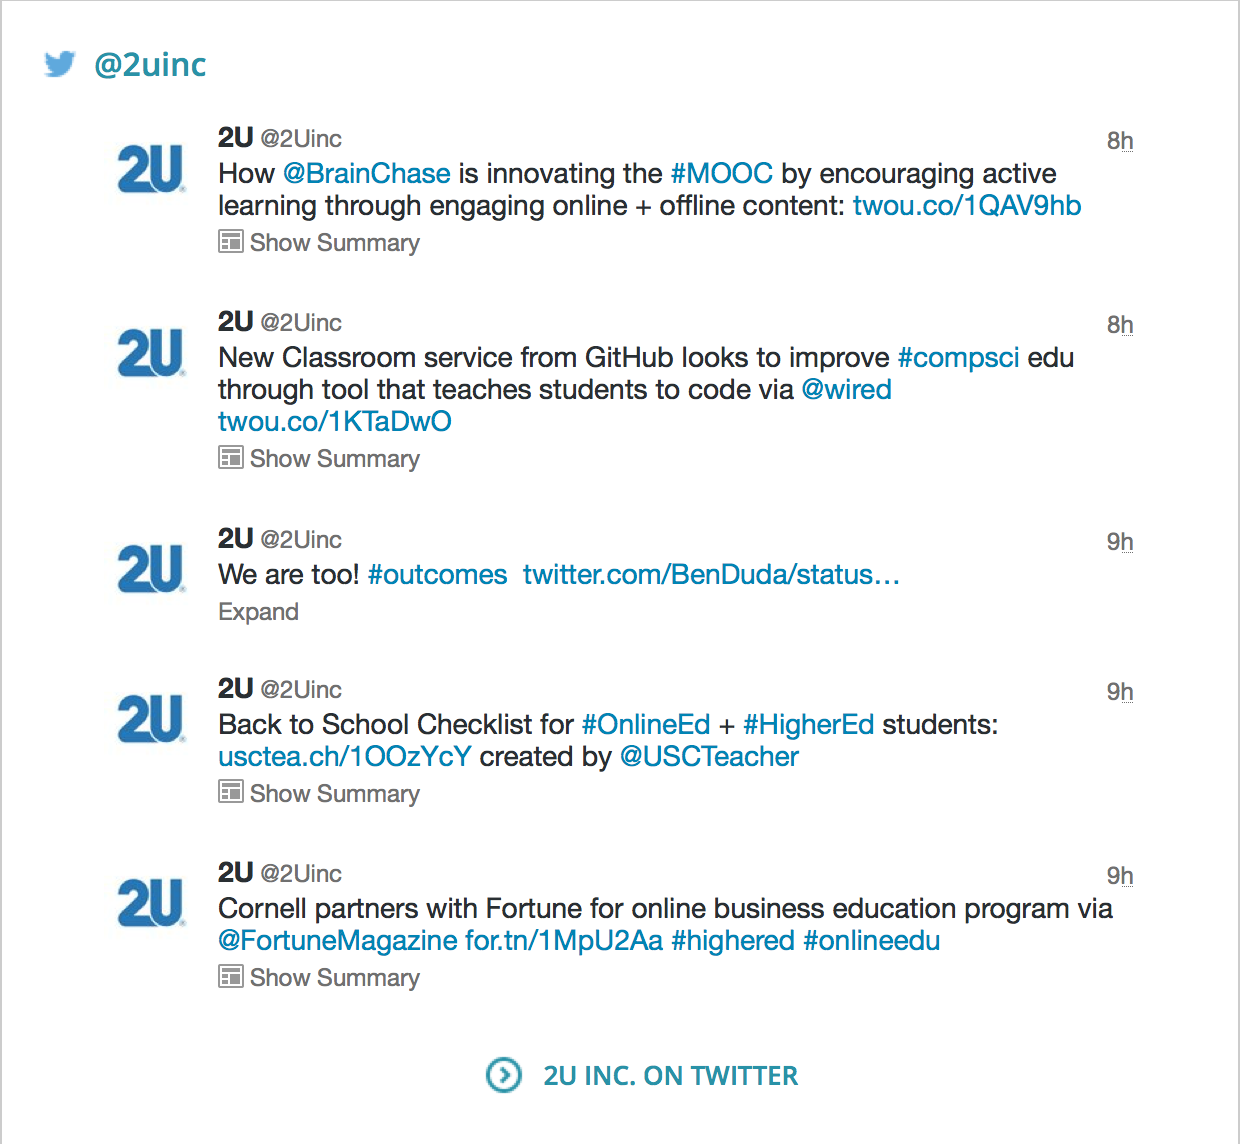 @2uinc
2U
2U @2Uinc
8h
How @BrainChase is innovating the #MOOC by encouraging active
learning through engaging online + offline content: twou.co/1QAV9hb
Show Summary
2U
2U @2Uinc
8h
New Classroom service from GitHub looks to improve #compsci edu
through tool that teaches students to code via @wired
twou.co/1KTaDwO
Show Summary
2U
2U @2Uinc
9h
We are too! #outcomes twitter.com/BenDuda/status…
Expand
2U
2U @2Uinc
9h
Back to School Checklist for #OnlineEd + #HigherEd students:
usctea.ch/1OOzYcY created by @USCTeacher
Show Summary
2U
2U @2Uinc
9h
Cornell partners with Fortune for online business education program via
@FortuneMagazine for.tn/1MpU2Aa #highered #onlineedu
Show Summary
2U INC. ON TWITTER